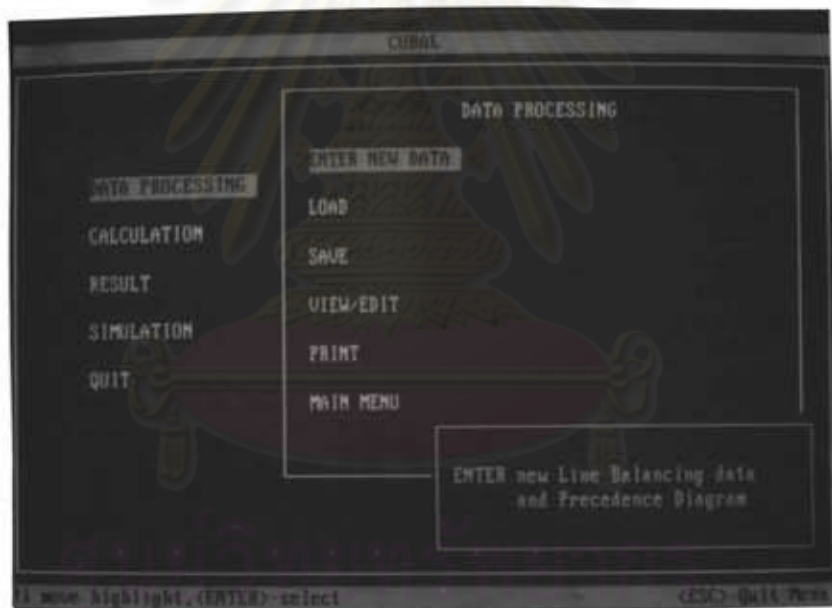 CUBAL
DATA PROCESSING
ENTER NEW DATA
DATA PROCESSING
LOAD
CALCULATION
SAVE
RESULT
VIEW/EDIT
SIMULATION
PRINT
QUIT
MAIN MENU
ENTER new Line Balancing data
and Precedence Diagram
move highlight,<ENTER>-select
<ESC>-Quit Menu